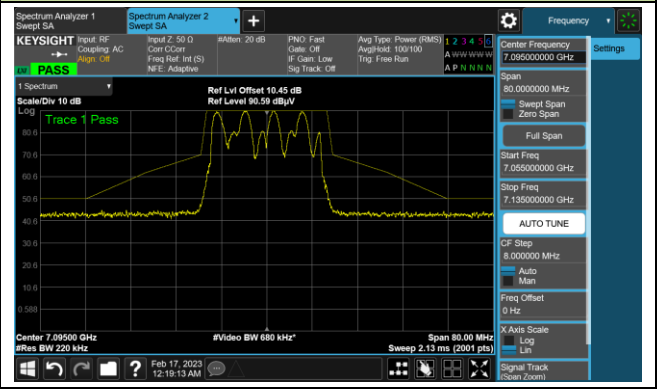 Spectrum Analyzer 1
Swept SA
Spectrum Analyzer 2
Swept SA
Frequency
KEYSIGHT
Input: RF
Coupling: AC
Align: Off
Input Z: 50 Ω
Corr CCorr
Freq Ref: Int (S)
NFE: Adaptive
#Atten: 20 dB
PNO: Fast
Gate: Off
IF Gain: Low
Sig Track: Off
Avg Type: Power (RMS)
Avg|Hold: 100/100
Trig: Free Run
1 2 3 4 5 6
A W W W W W
A P N N N N
PASS
Center Frequency
7.095000000 GHz
Settings
Span
80.0000000 MHz
Swept Span
Zero Span
Full Span
Start Freq
7.055000000 GHz
Stop Freq
7.135000000 GHz
AUTO TUNE
CF Step
8.000000 MHz
Auto
Man
Freq Offset
0 Hz
X Axis Scale
Log
Lin
Signal Track
(Span Zoom)
1 Spectrum
Scale/Div 10 dB
Ref Lvl Offset 10.45 dB
Ref Level 90.59 dBµV
Log
Trace 1 Pass
80.6
70.6
60.6
50.6
40.6
30.6
20.6
10.6
0.588
Center 7.09500 GHz
#Res BW 220 kHz
#Video BW 680 kHz*
Span 80.00 MHz
Sweep 2.13 ms (2001 pts)
Feb 17, 2023
12:19:13 AM